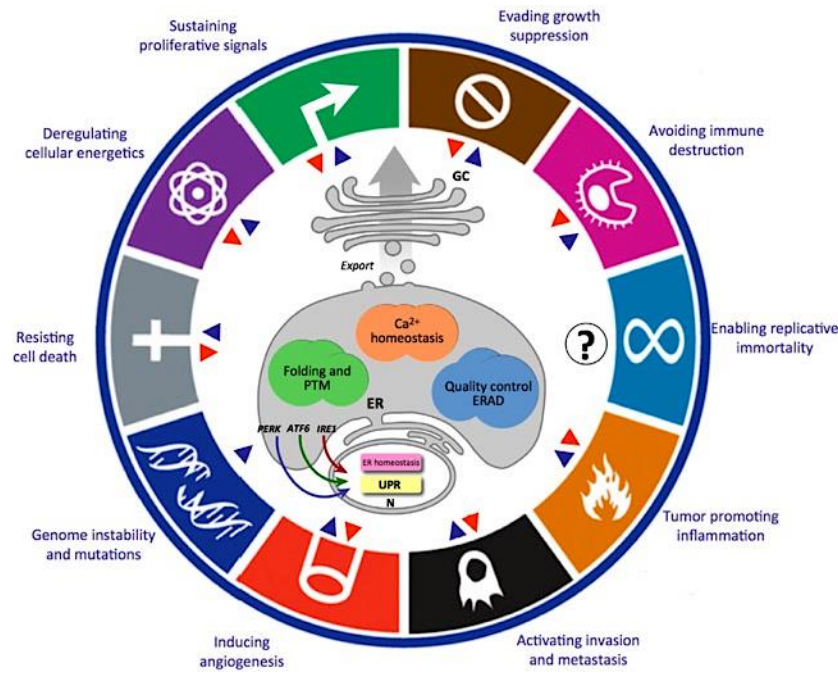 Sustaining
proliferative signals
Evading growth
suppression
Deregulating
cellular energetics
Avoiding immune
destruction
GC
Export
Resisting
cell death
Ca2+
homeostasis
Enabling replicative
immortality
?
Folding and
PTM
Quality control
ERAD
ER
PERK ATF6 IRE1
ER homeostasis
UPR
N
Genome instability
and mutations
Tumor promoting
inflammation
Inducing
angiogenesis
Activating invasion
and metastasis